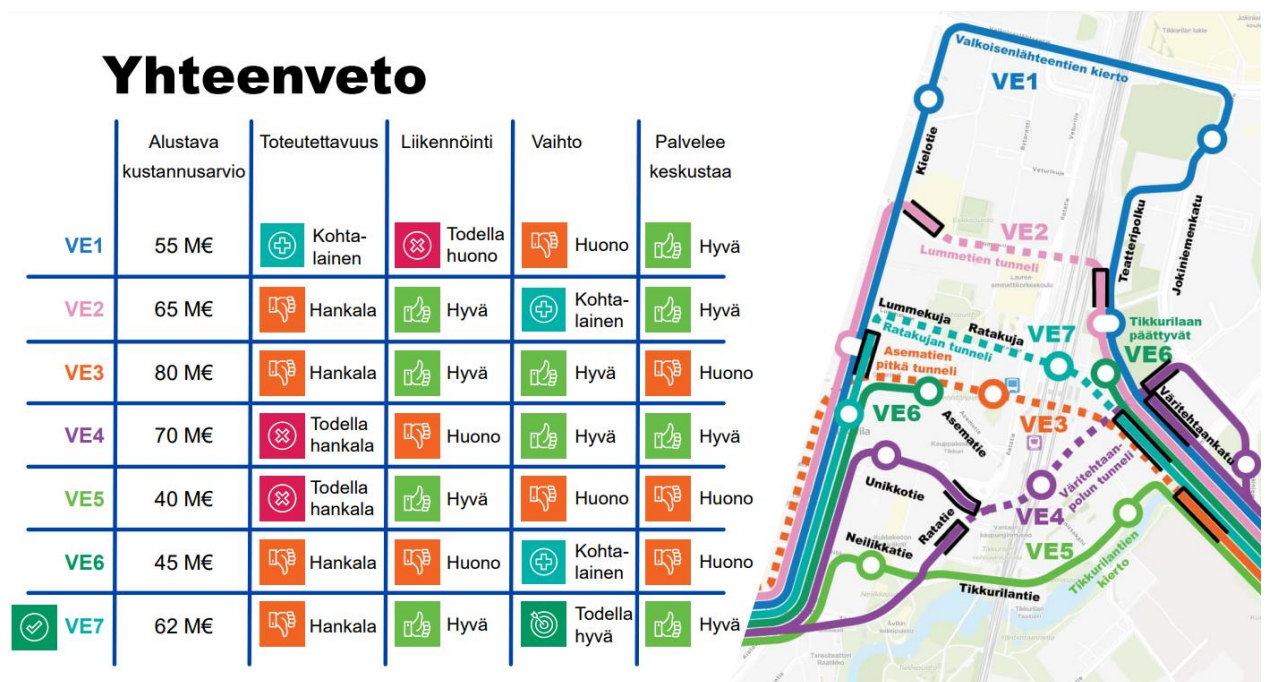 Yhteenveto
Alustava
kustannusarvio
Toteutettavuus
Liikennöinti
Vaihto
Palvelee
keskustaa
VE1
55 M€
Kohta-
lainen
Todella
huono
Huono
Hyvä
VE2
65 M€
Hankala
Hyvä
Kohta-
lainen
Hyvä
VE3
80 M€
Hankala
Hyvä
Hyvä
Huono
VE4
70 M€
Todella
hankala
Huono
Hyvä
Hyvä
VE5
40 M€
Todella
hankala
Hyvä
Huono
Huono
VE6
45 M€
Hankala
Huono
Kohta-
lainen
Huono
VE7
62 M€
Hankala
Hyvä
Todella
hyvä
Hyvä
Valkoisenlähteentien kierto
VE1
Kielotie
VE2
Lummetien tunneli
Teatteripolku
Jokiniemenkatu
Lummekuja
Ratakuja
Ratakujan tunneli
VE7
Tikkurilaan
päättyvät
VE6
Asematien
pitkä tunneli
VE6
VE3
Asematie
Väritehtaankatu
Unikkotie
Ratatie
VE4
Väritehtaan-
polun tunneli
Neilikkatie
VE5
Tikkurilantie
Tikkurilantien
kierto